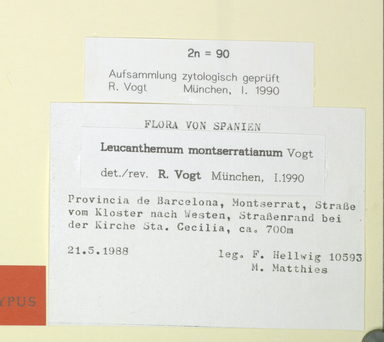 2n = 90
Aufsammlung zytologisch geprüft
R. Vogt München, I. 1990
FLORA VON SPANIEN
Leucanthemum montserratianum Vogt
det./rev. R. Vogt München, I.1990
Provincia de Barcelona, Montserrat, Straße
vom Kloster nach Westen, Straßenrand bei
der Kirche Sta. Cecilia, ca. 700m
21.5.1988 leg. F. Hellwig 10593
M. Matthies
YPUS